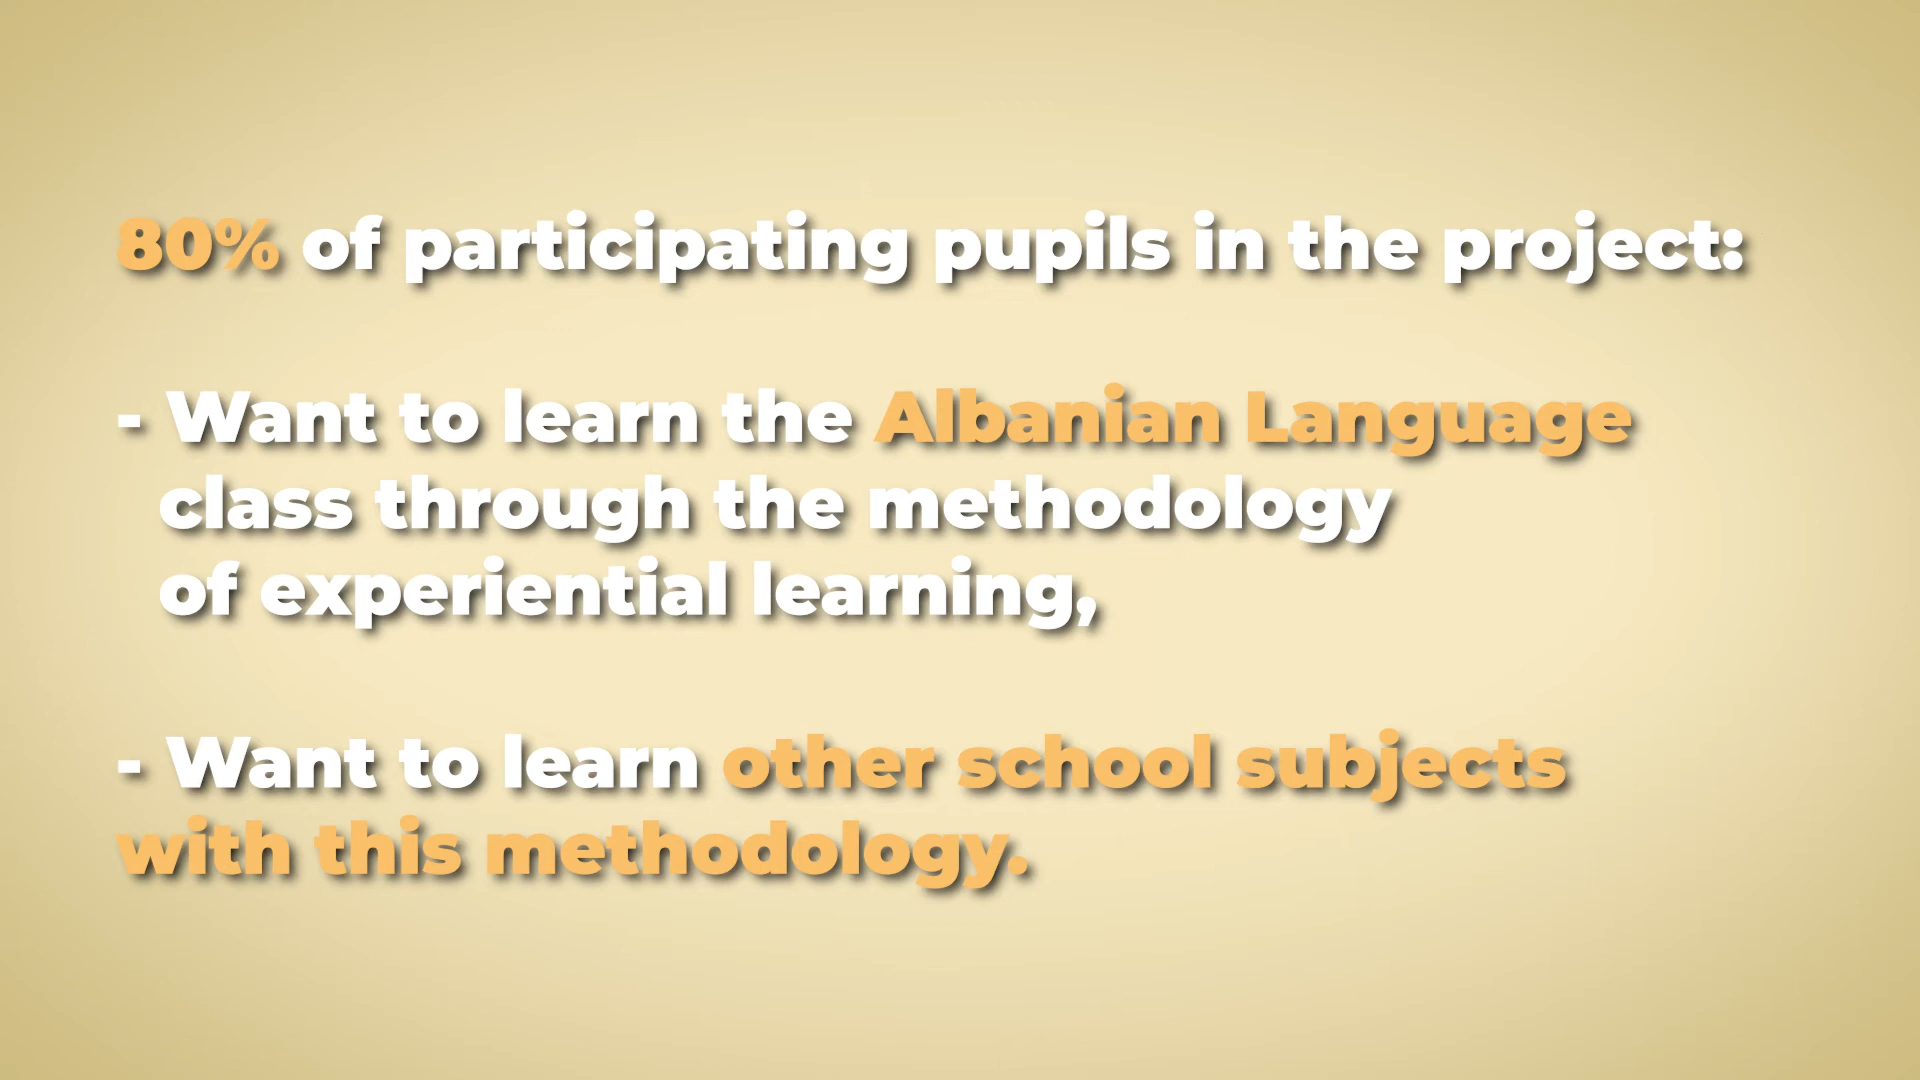 80% of participating pupils in the project:
- Want to learn the Albanian Language
class through the methodology
of experiential learning,
- Want to learn other school subjects
with this methodology.